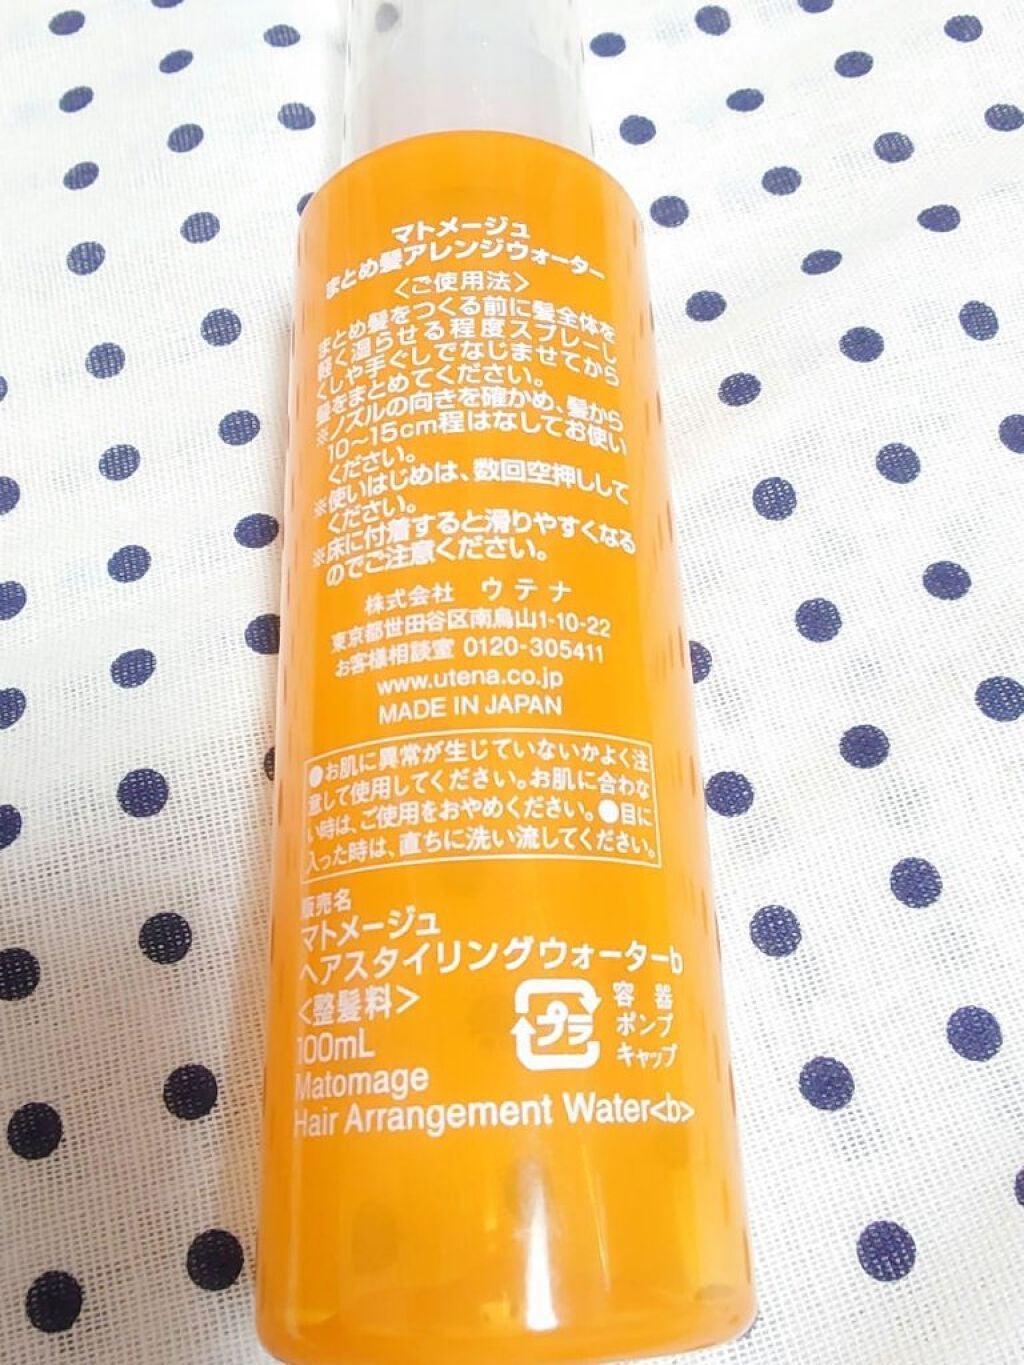 マトメージュ
まとめ髪アレンジウォーター
〈ご使用法〉
まとめ髪をつくる前に髪全体を
軽く湿らせる程度スプレーし
くしや手ぐしでなじませてから
髪をまとめてください。
※ノズルの向きを確かめ、髪から
10～15cm程はなしてお使い
ください。
※使いはじめは、数回空押しして
ください。
※床に付着すると滑りやすくなる
のでご注意ください。
株式会社 ウテナ
東京都世田谷区南烏山1-10-22
お客様相談室 0120-305411
www.utena.co.jp
MADE IN JAPAN
●お肌に異常が生じていないかよく注
意して使用してください。お肌に合わな
い時は、ご使用をおやめください。●目に
入った時は、直ちに洗い流してください。
販売名
マトメージュ
ヘアスタイリングウォーターb
〈整髪料〉
100mL
Matomage
Hair Arrangement Water<b>
プラ
容器
ポンプ
キャップ